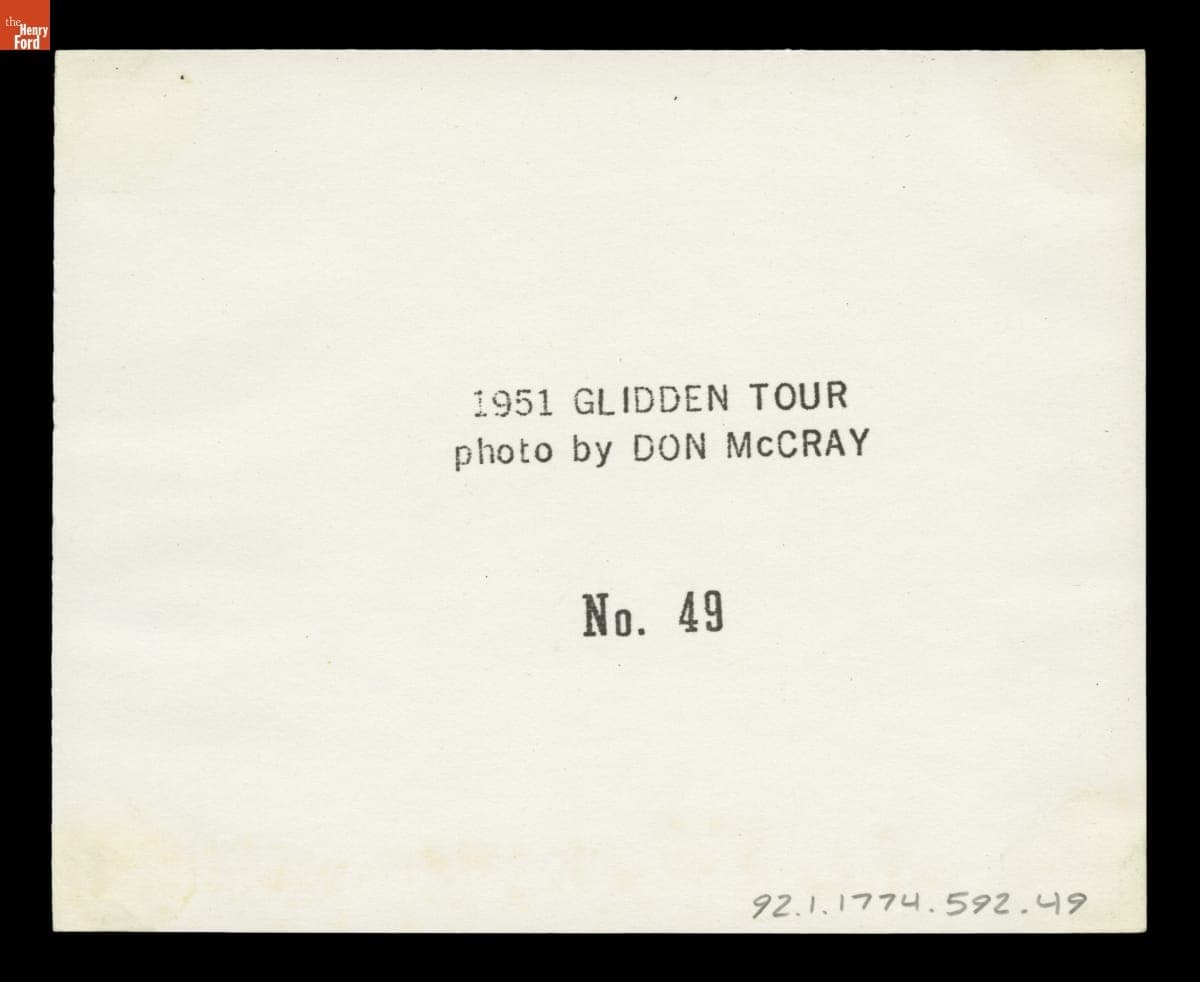 the
Henry
Ford
1951 GLIDDEN TOUR
photo by DON McCRAY
No. 49
92.1.1774.592.49